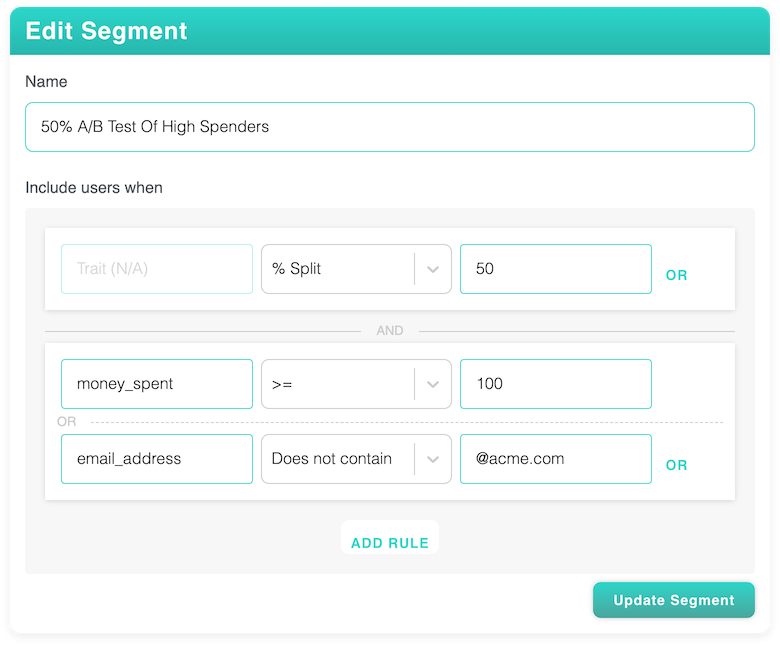 Edit Segment
Name
50% A/B Test Of High Spenders
Include users when
Trait (N/A) % Split 50 OR
AND
money_spent >= 100
OR
email_address Does not contain @acme.com OR
ADD RULE
Update Segment